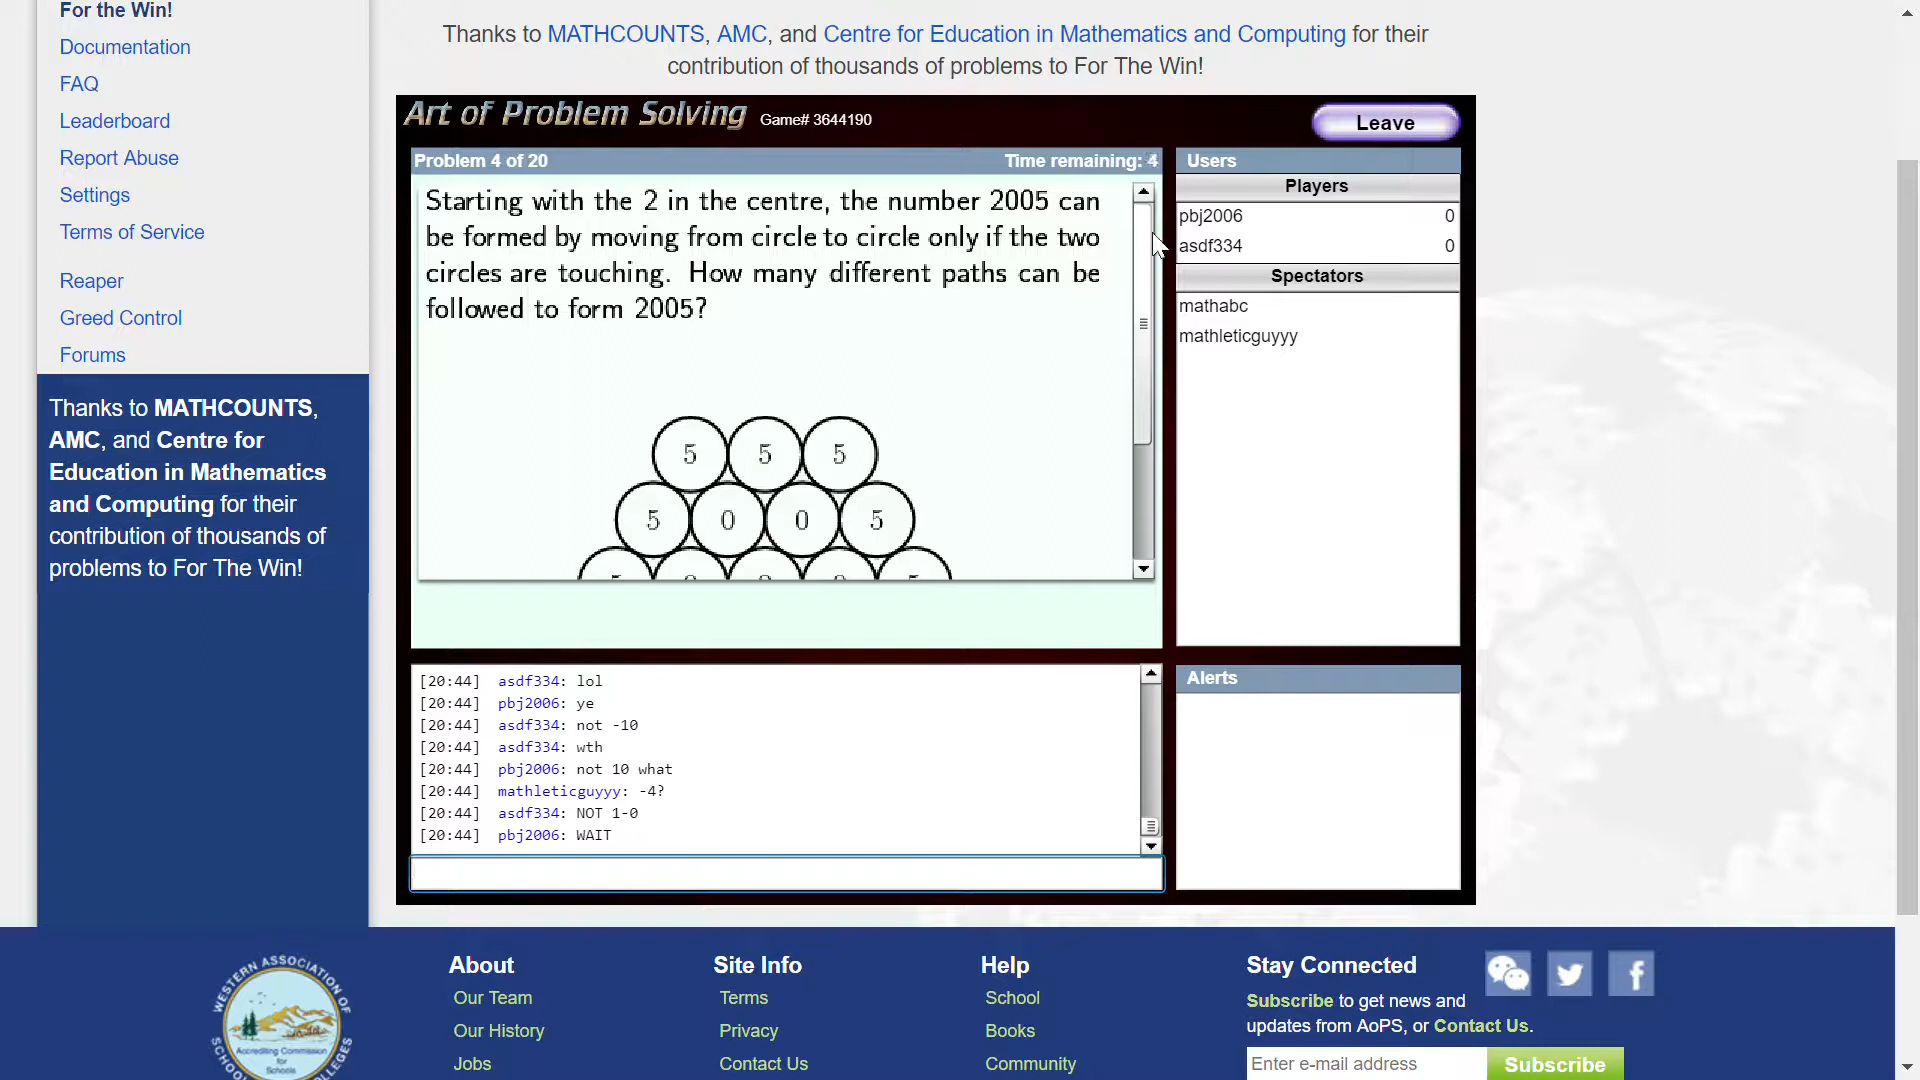 For the Win!
Documentation
FAQ
Leaderboard
Report Abuse
Settings
Terms of Service
Reaper
Greed Control
Forums
Thanks to MATHCOUNTS,
AMC, and Centre for
Education in Mathematics
and Computing for their
contribution of thousands of
problems to For The Win!
Thanks to MATHCOUNTS, AMC, and Centre for Education in Mathematics and Computing for their
contribution of thousands of problems to For The Win!
Art of Problem Solving Game# 3644190
Leave
Problem 4 of 20 Time remaining: 4
Starting with the 2 in the centre, the number 2005 can
be formed by moving from circle to circle only if the two
circles are touching. How many different paths can be
followed to form 2005?
5 5 5
5 0 0 5
Users
Players
pbj2006 0
asdf334 0
Spectators
mathabc
mathleticguyyy
[20:44] asdf334: lol
[20:44] pbj2006: ye
[20:44] asdf334: not -10
[20:44] asdf334: wth
[20:44] pbj2006: not 10 what
[20:44] mathleticguyyy: -4?
[20:44] asdf334: NOT 1-0
[20:44] pbj2006: WAIT
Alerts
WESTERN ASSOCIATION OF
Accrediting Commission
for
Schools
About
Our Team
Our History
Jobs
Site Info
Terms
Privacy
Contact Us
Help
School
Books
Community
Stay Connected
Subscribe to get news and
updates from AoPS, or Contact Us.
Enter e-mail address
Subscribe